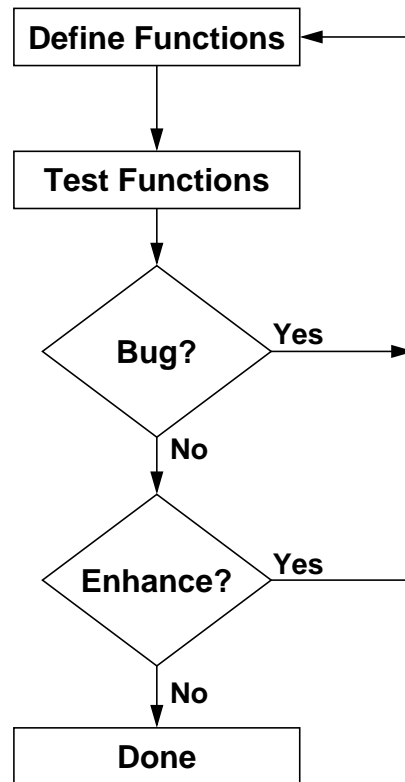 Define Functions
Test Functions
Bug?
Yes
No
Enhance?
Yes
No
Done